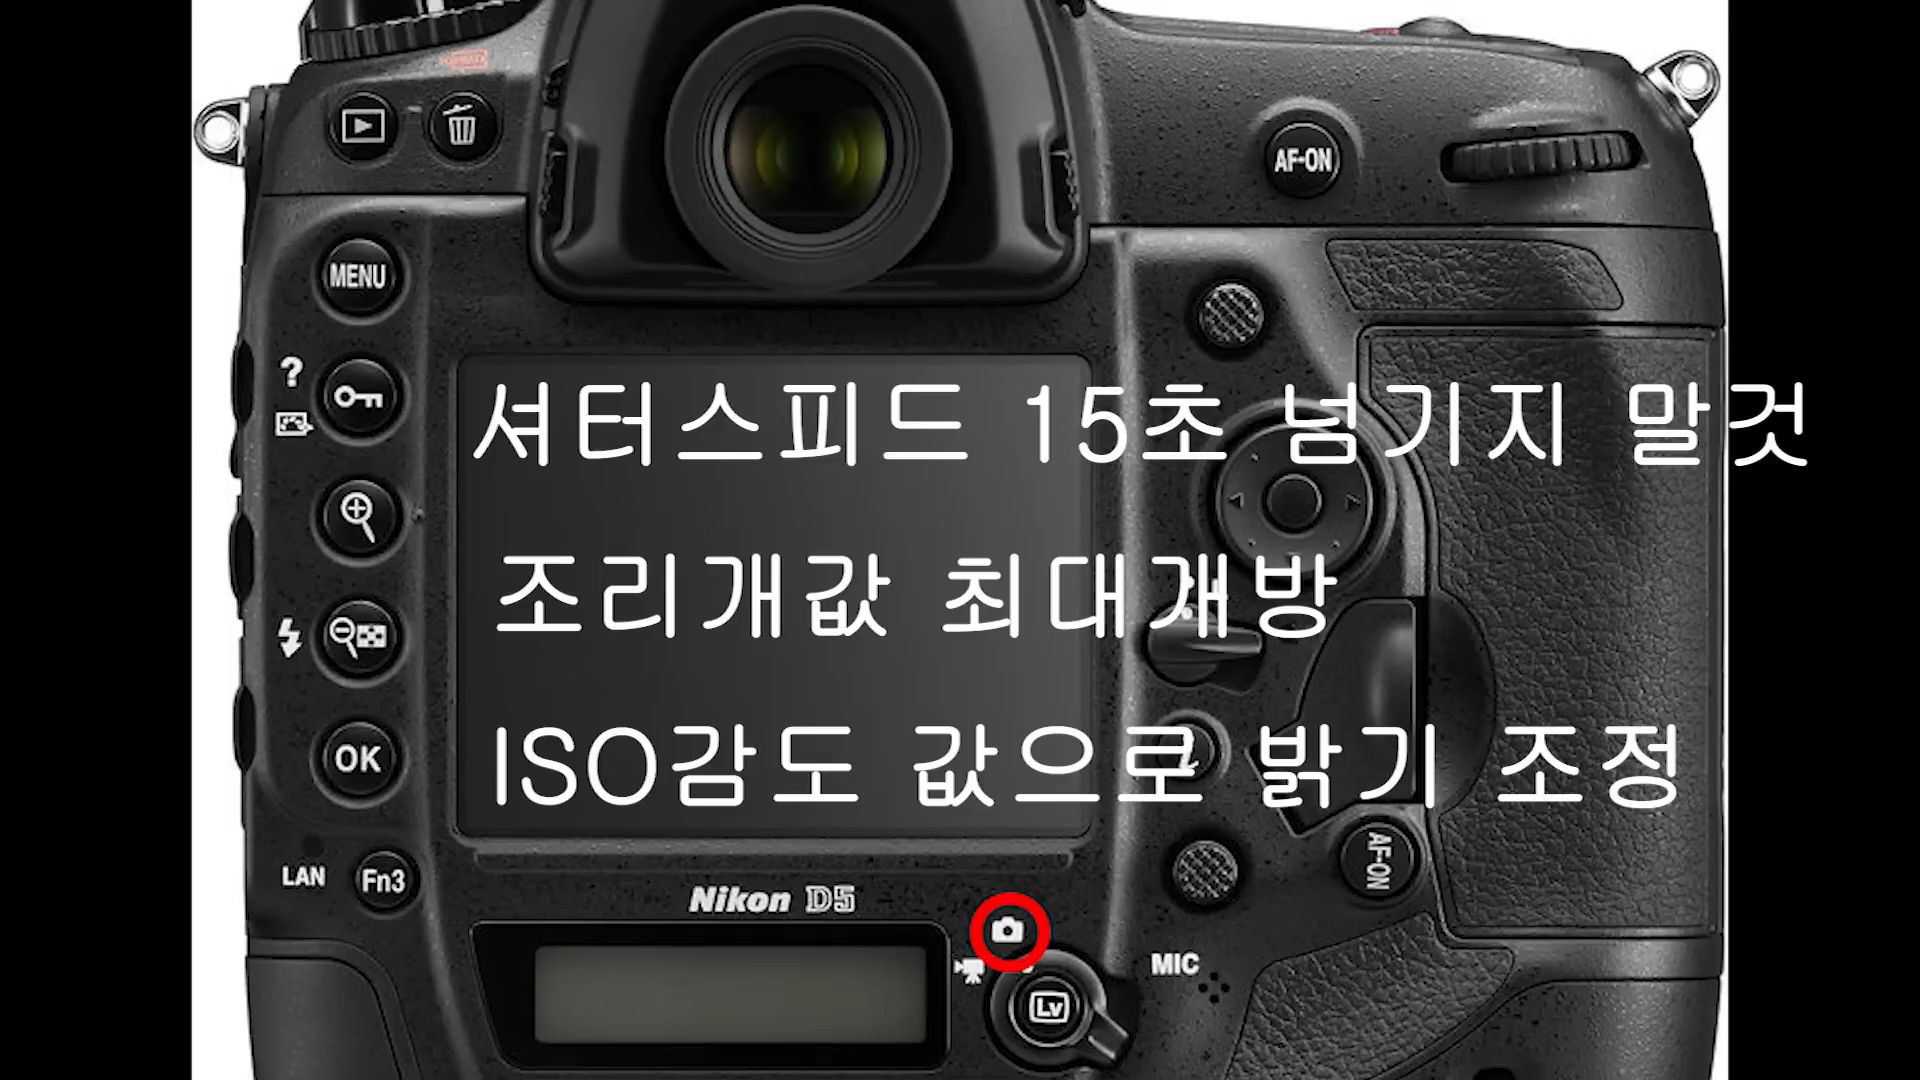 AF-ON
MENU
?
셔터스피드 15초 넘기지 말것
조리개값 최대개방
ISO감도 값으로 밝기 조정
OK
AF-ON
LAN
Fn3
Nikon D5
MIC
Lv